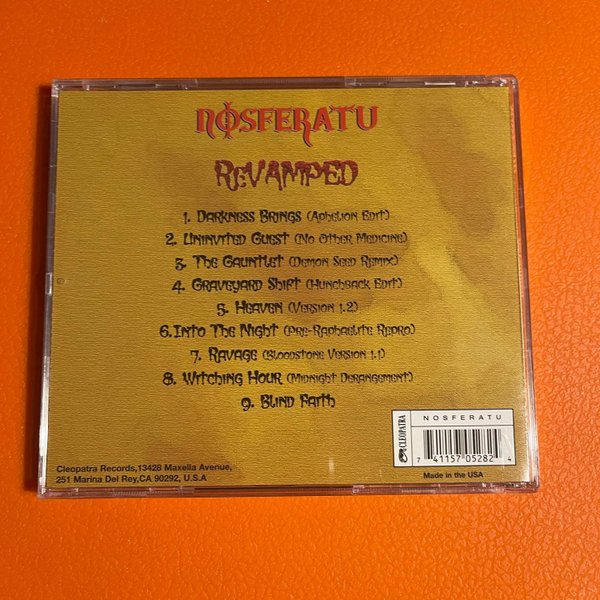 NOSFERATU
REVAMPED
1. DARKNESS BRINGS (APHELION EDIT)
2. UNINVITED GUEST (NO OTHER MEDICINE)
3. THE GAUNTLET (DEMON SEED REMIX)
4. GRAVEYARD SHIFT (HUNCHBACK EDIT)
5. HEAVEN (VERSION 1.2)
6.INTO THE NIGHT (PRE-RAPHAELITE REPRO)
7. RAVAGE (BLOODSTONE VERSION 1.1)
8. WITCHING HOUR (MIDNIGHT DERANGEMENT)
9. BLIND FAITH
CLEOPATRA
NOSFERATU
7 41157 05282 4
Cleopatra Records,13428 Maxella Avenue,
251 Marina Del Rey,CA 90292, U.S.A
Made in the USA